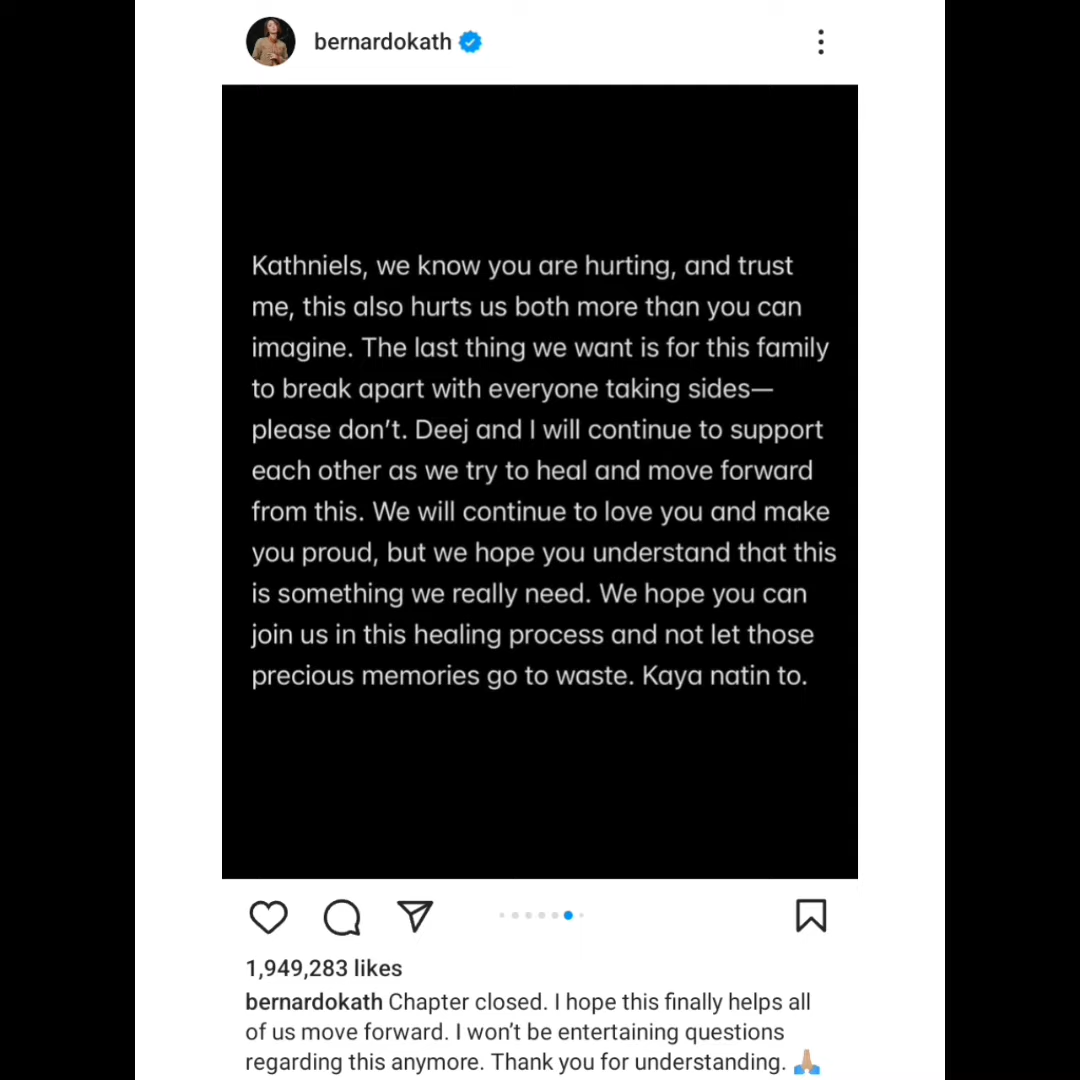 bernardokath
Kathniels, we know you are hurting, and trust
me, this also hurts us both more than you can
imagine. The last thing we want is for this family
to break apart with everyone taking sides—
please don’t. Deej and I will continue to support
each other as we try to heal and move forward
from this. We will continue to love you and make
you proud, but we hope you understand that this
is something we really need. We hope you can
join us in this healing process and not let those
precious memories go to waste. Kaya natin to.
1,949,283 likes
bernardokath Chapter closed. I hope this finally helps all
of us move forward. I won’t be entertaining questions
regarding this anymore. Thank you for understanding. 🙏🏼